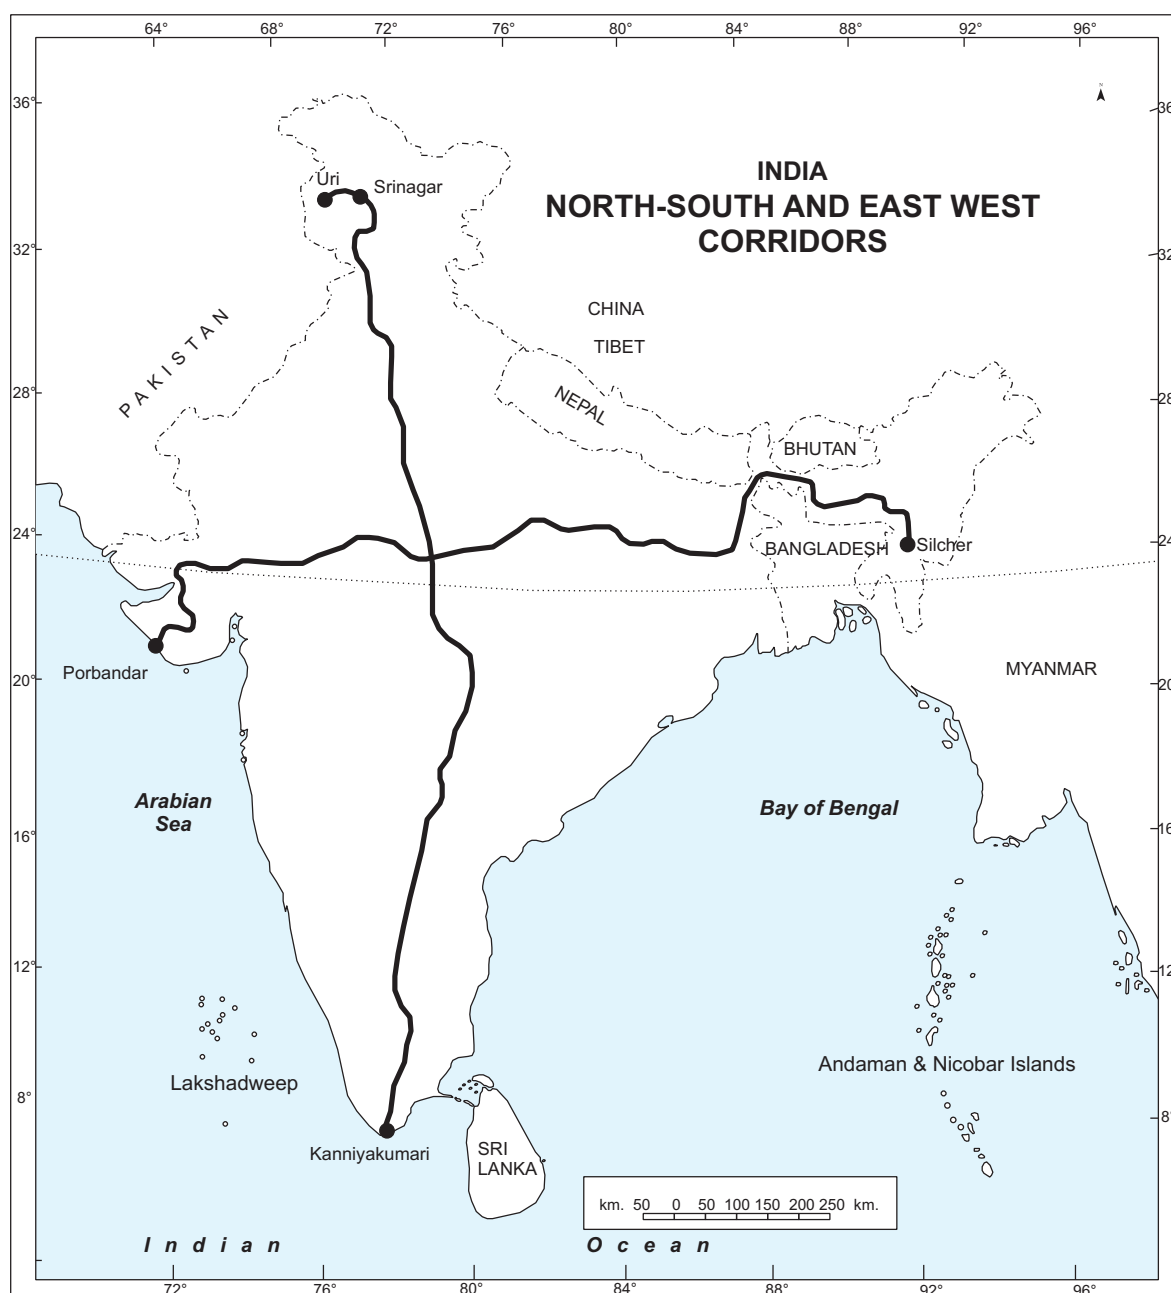 64° 68° 72° 76° 80° 84° 88° 92° 96°
N
36° 36
Uri
Srinagar
INDIA
NORTH-SOUTH AND EAST WEST
CORRIDORS
32° 32
CHINA
TIBET
PAKISTAN
28° 28
NEPAL
BHUTAN
24° 24
BANGLADESH
Silcher
Porbandar
20° 20
MYANMAR
Arabian
Sea
Bay of Bengal
16° 16
12° 12
Lakshadweep
Andaman & Nicobar Islands
8° 8°
Kanniyakumari
SRI
LANKA
km. 50 0 50 100 150 200 250 km.
Indian Ocean
72° 76° 80° 84° 88° 92° 96°